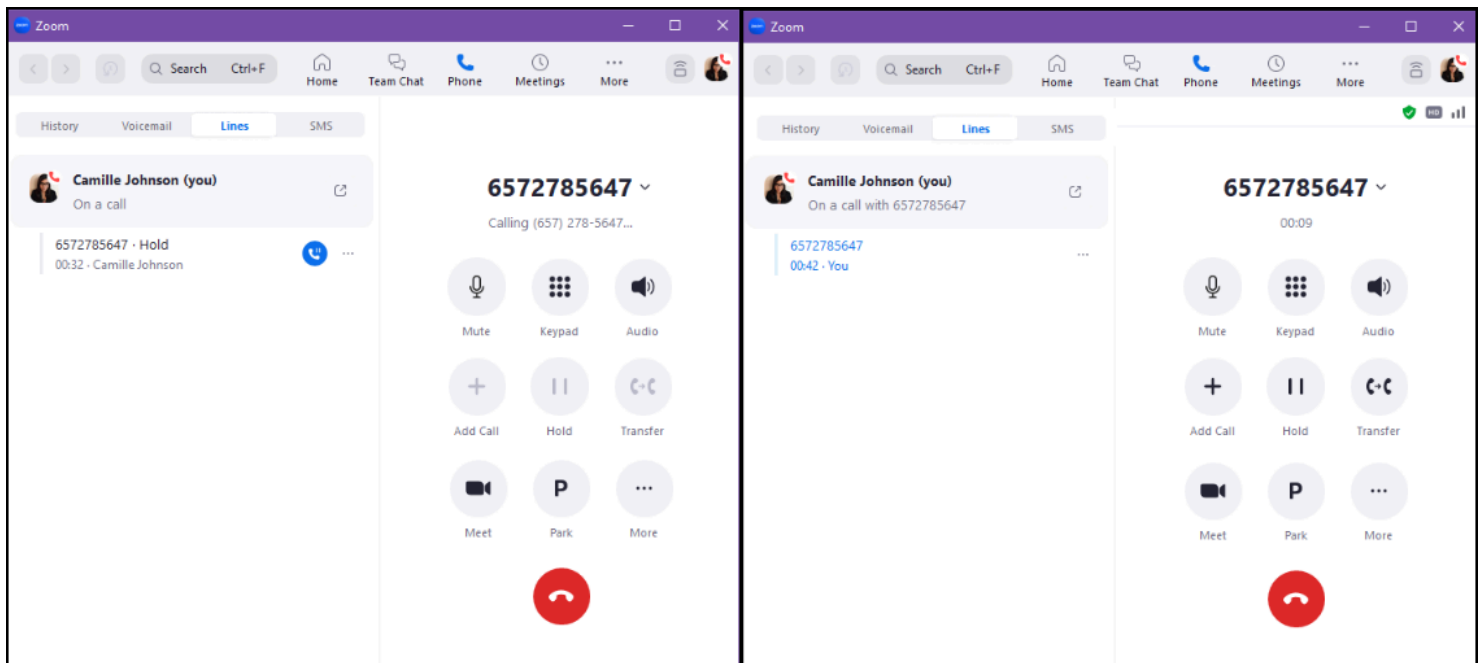 Zoom
Search Ctrl+F
Home
Team Chat
Phone
Meetings
More
History Voicemail Lines SMS
Camille Johnson (you)
On a call
6572785647 · Hold
00:32 · Camille Johnson
6572785647
Calling (657) 278-5647...
Mute Keypad Audio
Add Call Hold Transfer
P
Meet Park More
Zoom
Search Ctrl+F
Home
Team Chat
Phone
Meetings
More
HD
History Voicemail Lines SMS
Camille Johnson (you)
On a call with 6572785647
6572785647
00:42 · You
6572785647
00:09
Mute Keypad Audio
Add Call Hold Transfer
P
Meet Park More